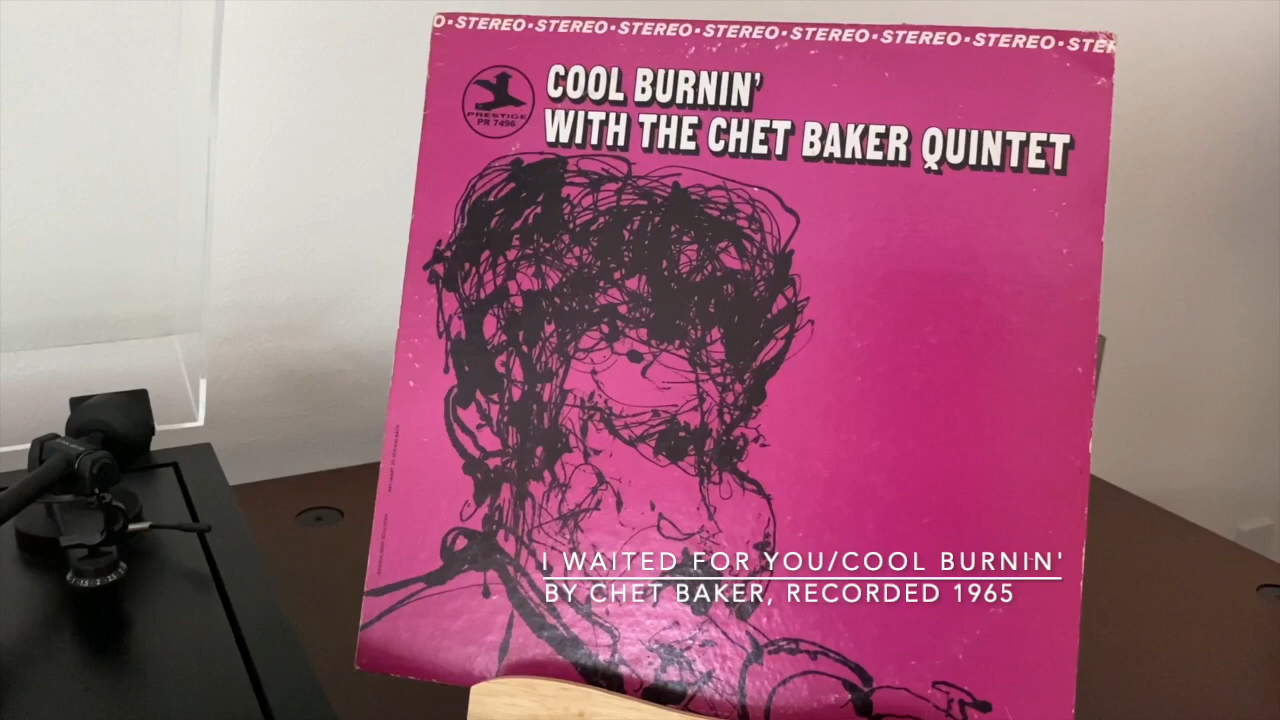 O·STEREO·STEREO·STEREO·STEREO·STEREO·STEREO·STEREO·STER
COOL BURNIN'
WITH THE CHET BAKER QUINTET
PRESTIGE
PR 7496
I WAITED FOR YOU/COOL BURNIN'
BY CHET BAKER, RECORDED 1965